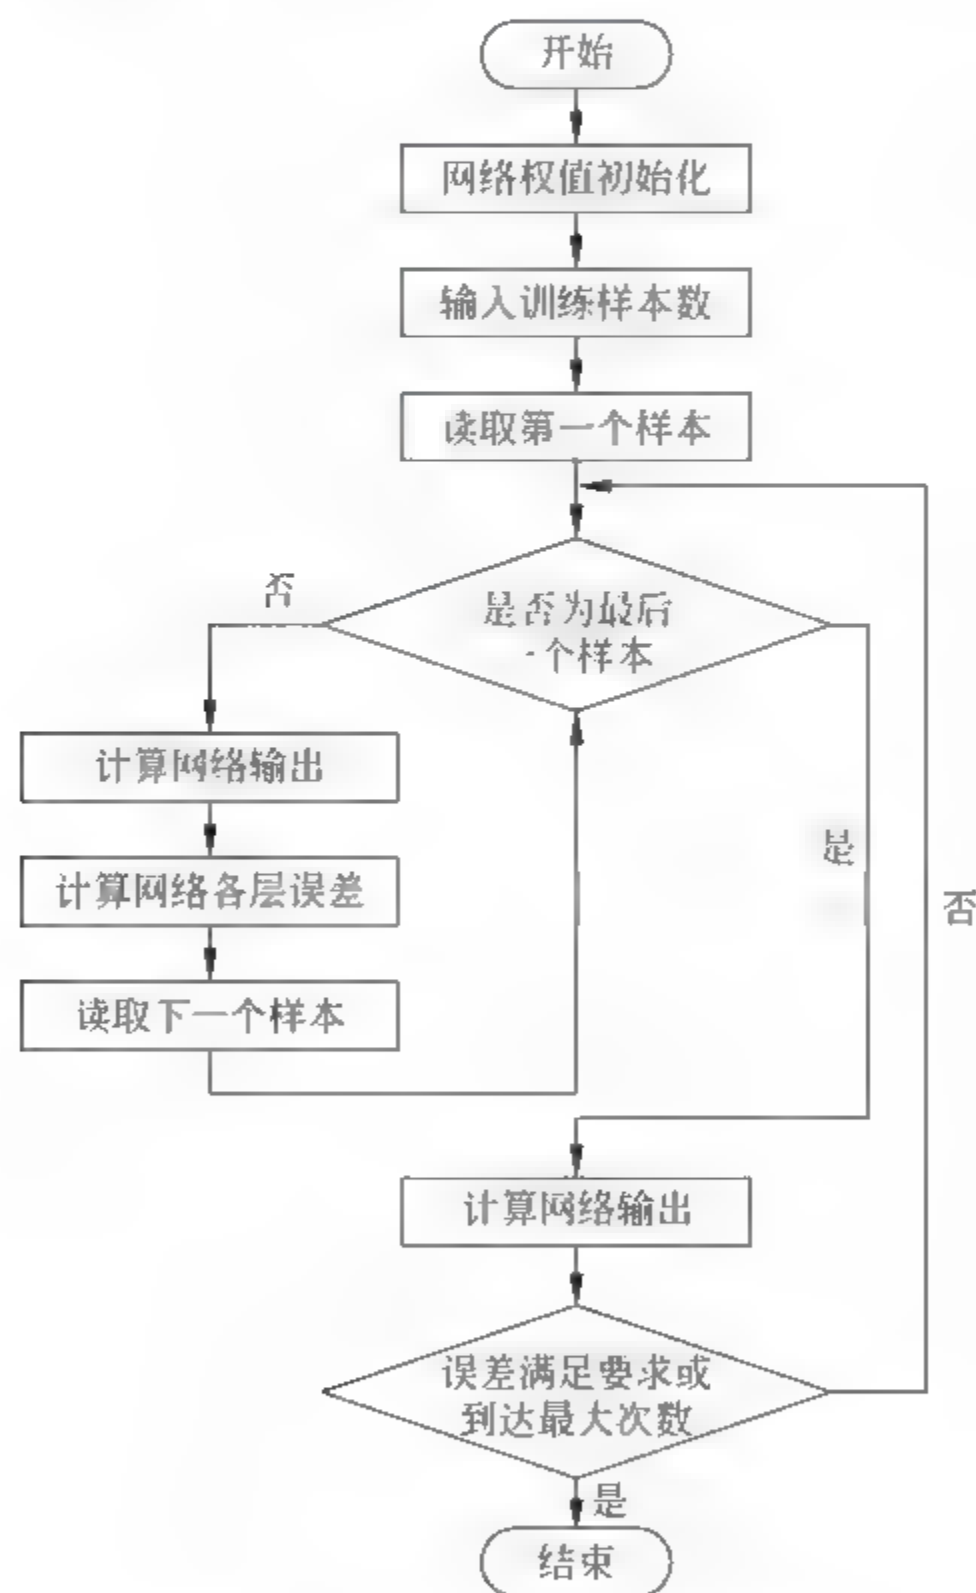 开始
网络权值初始化
输入训练样本数
读取第一个样本
否
是否为最后
一个样本
计算网络输出
是
计算网络各层误差
否
读取下一个样本
计算网络输出
误差满足要求或
到达最大次数
是
结束